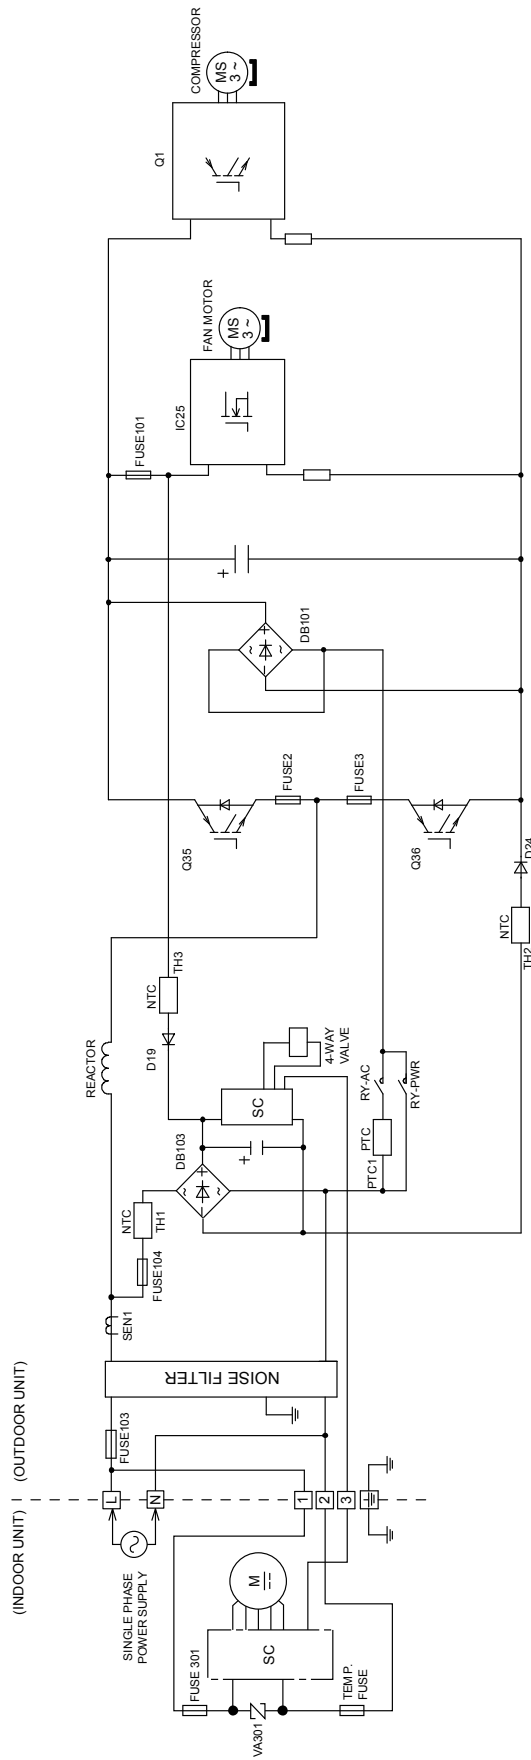 (INDOOR UNIT)
(OUTDOOR UNIT)
SINGLE PHASE
POWER SUPPLY
L
N
1
2
3
FUSE 301
VA301
SC
M
TEMP.
FUSE
FUSE103
NOISE FILTER
SEN1
FUSE104
NTC
TH1
REACTOR
DB103
+
~
~
+
−
D19
NTC
TH3
SC
4-WAY
VALVE
PTC1
PTC
RY-AC
RY-PWR
TH2
NTC
D24
Q35
FUSE2
FUSE3
Q36
DB101
~
~
+
−
+
FUSE101
IC25
FAN MOTOR
MS
3 ~
Q1
COMPRESSOR
MS
3 ~